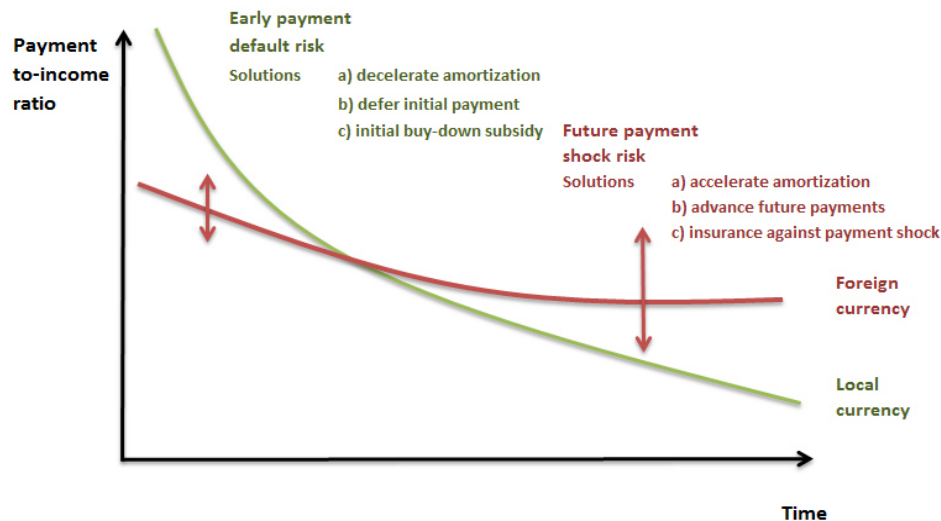 Payment
to-income
ratio
Early payment
default risk
Solutions a) decelerate amortization
b) defer initial payment
c) initial buy-down subsidy
Future payment
shock risk
Solutions a) accelerate amortization
b) advance future payments
c) insurance against payment shock
Foreign
currency
Local
currency
Time